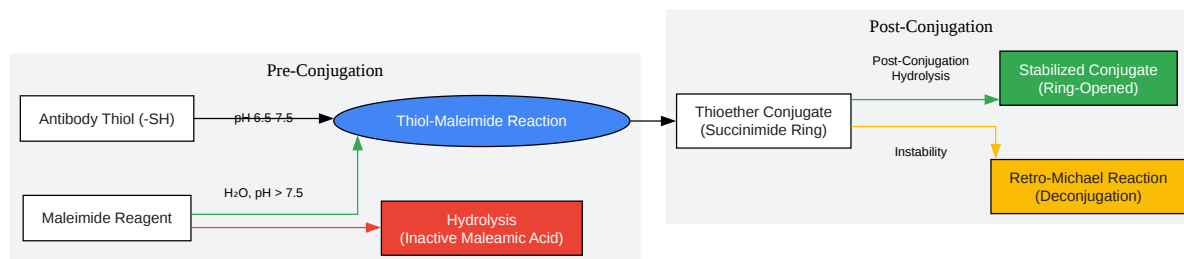 Pre-Conjugation
Antibody Thiol (-SH)
pH 6.5-7.5
Thiol-Maleimide Reaction
H₂O, pH > 7.5
Maleimide Reagent
Hydrolysis
(Inactive Maleamic Acid)
Post-Conjugation
Thioether Conjugate
(Succinimide Ring)
Post-Conjugation
Hydrolysis
Stabilized Conjugate
(Ring-Opened)
Instability
Retro-Michael Reaction
(Deconjugation)